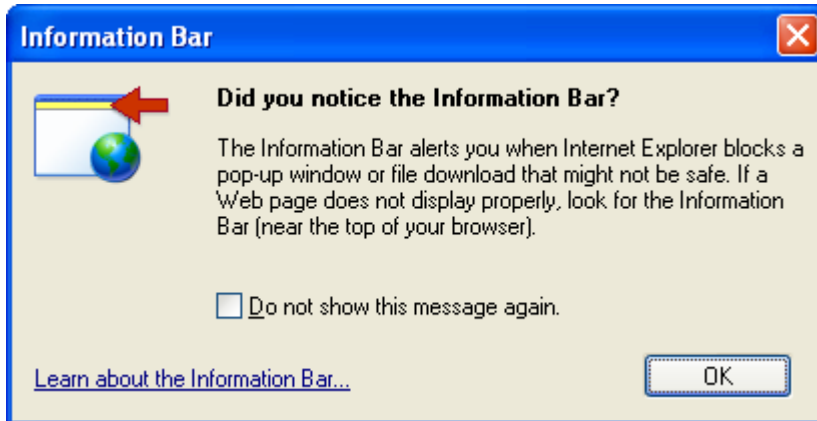 Information Bar
Did you notice the Information Bar?
The Information Bar alerts you when Internet Explorer blocks a
pop-up window or file download that might not be safe. If a
Web page does not display properly, look for the Information
Bar (near the top of your browser).
Do not show this message again.
Learn about the Information Bar...
OK